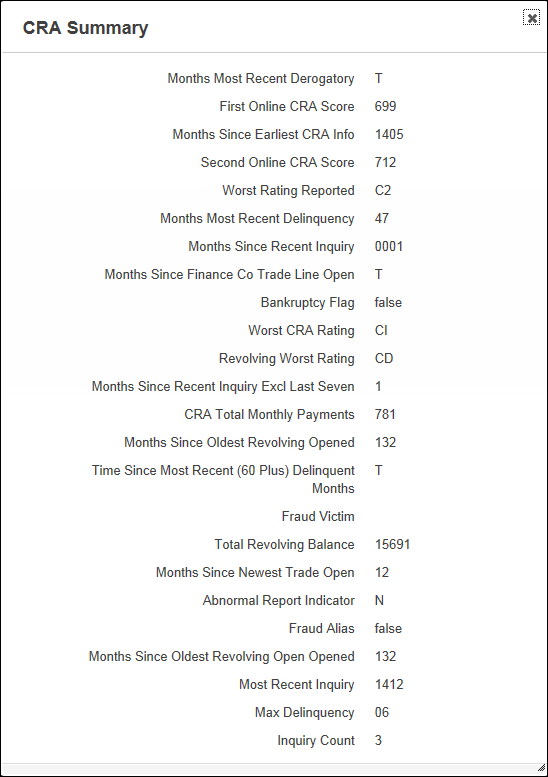 CRA Summary
Months Most Recent Derogatory T
First Online CRA Score 699
Months Since Earliest CRA Info 1405
Second Online CRA Score 712
Worst Rating Reported C2
Months Most Recent Delinquency 47
Months Since Recent Inquiry 0001
Months Since Finance Co Trade Line Open T
Bankruptcy Flag false
Worst CRA Rating CI
Revolving Worst Rating CD
Months Since Recent Inquiry Excl Last Seven 1
CRA Total Monthly Payments 781
Months Since Oldest Revolving Opened 132
Time Since Most Recent (60 Plus) Delinquent T
Months
Fraud Victim
Total Revolving Balance 15691
Months Since Newest Trade Open 12
Abnormal Report Indicator N
Fraud Alias false
Months Since Oldest Revolving Open Opened 132
Most Recent Inquiry 1412
Max Delinquency 06
Inquiry Count 3